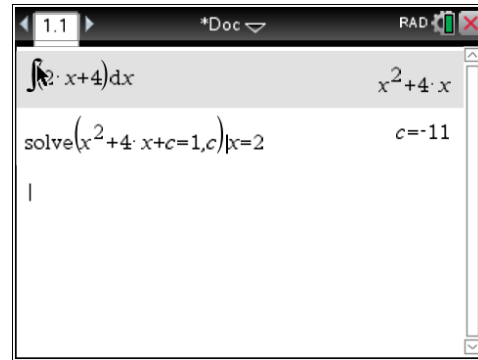 1.1 *Doc RAD
∫(2·x+4)dx x²+4·x
solve(x²+4·x+c=1,c)|x=2 c=-11